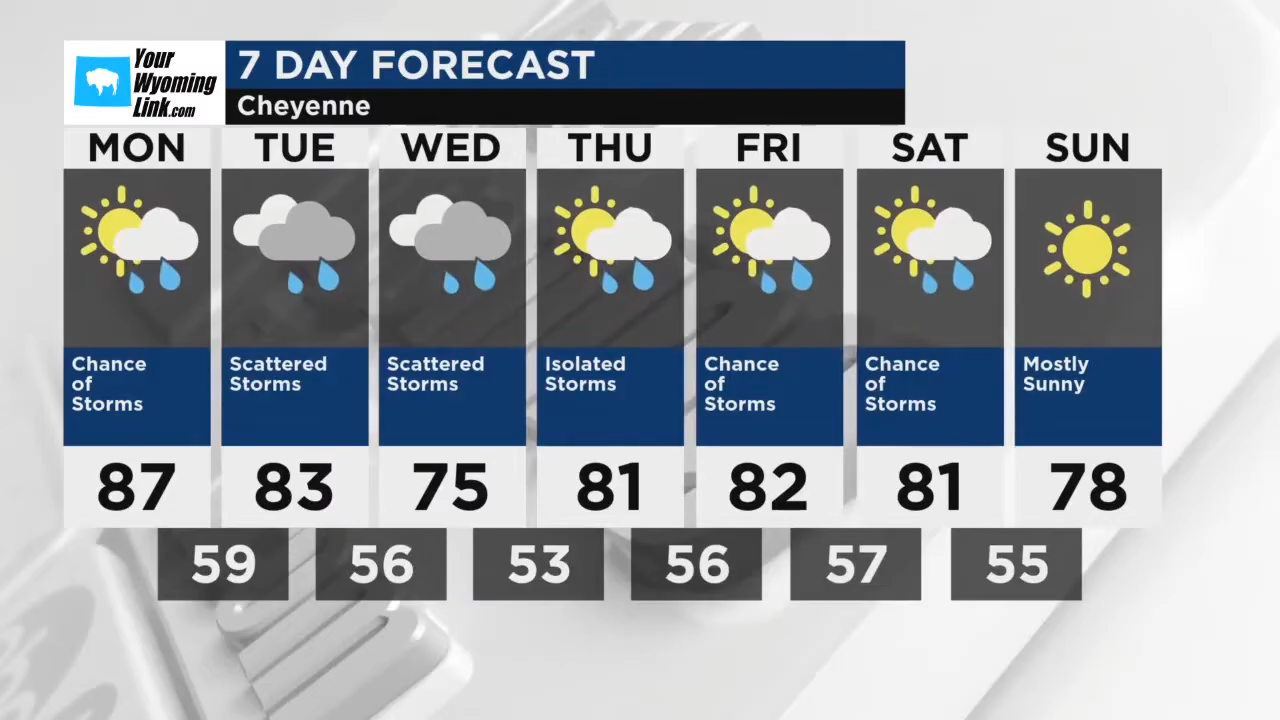 Your
Wyoming
Link.com
7 DAY FORECAST
Cheyenne
MON TUE WED THU FRI SAT SUN
Chance
of
Storms
Scattered
Storms
Scattered
Storms
Isolated
Storms
Chance
of
Storms
Chance
of
Storms
Mostly
Sunny
87 83 75 81 82 81 78
59 56 53 56 57 55